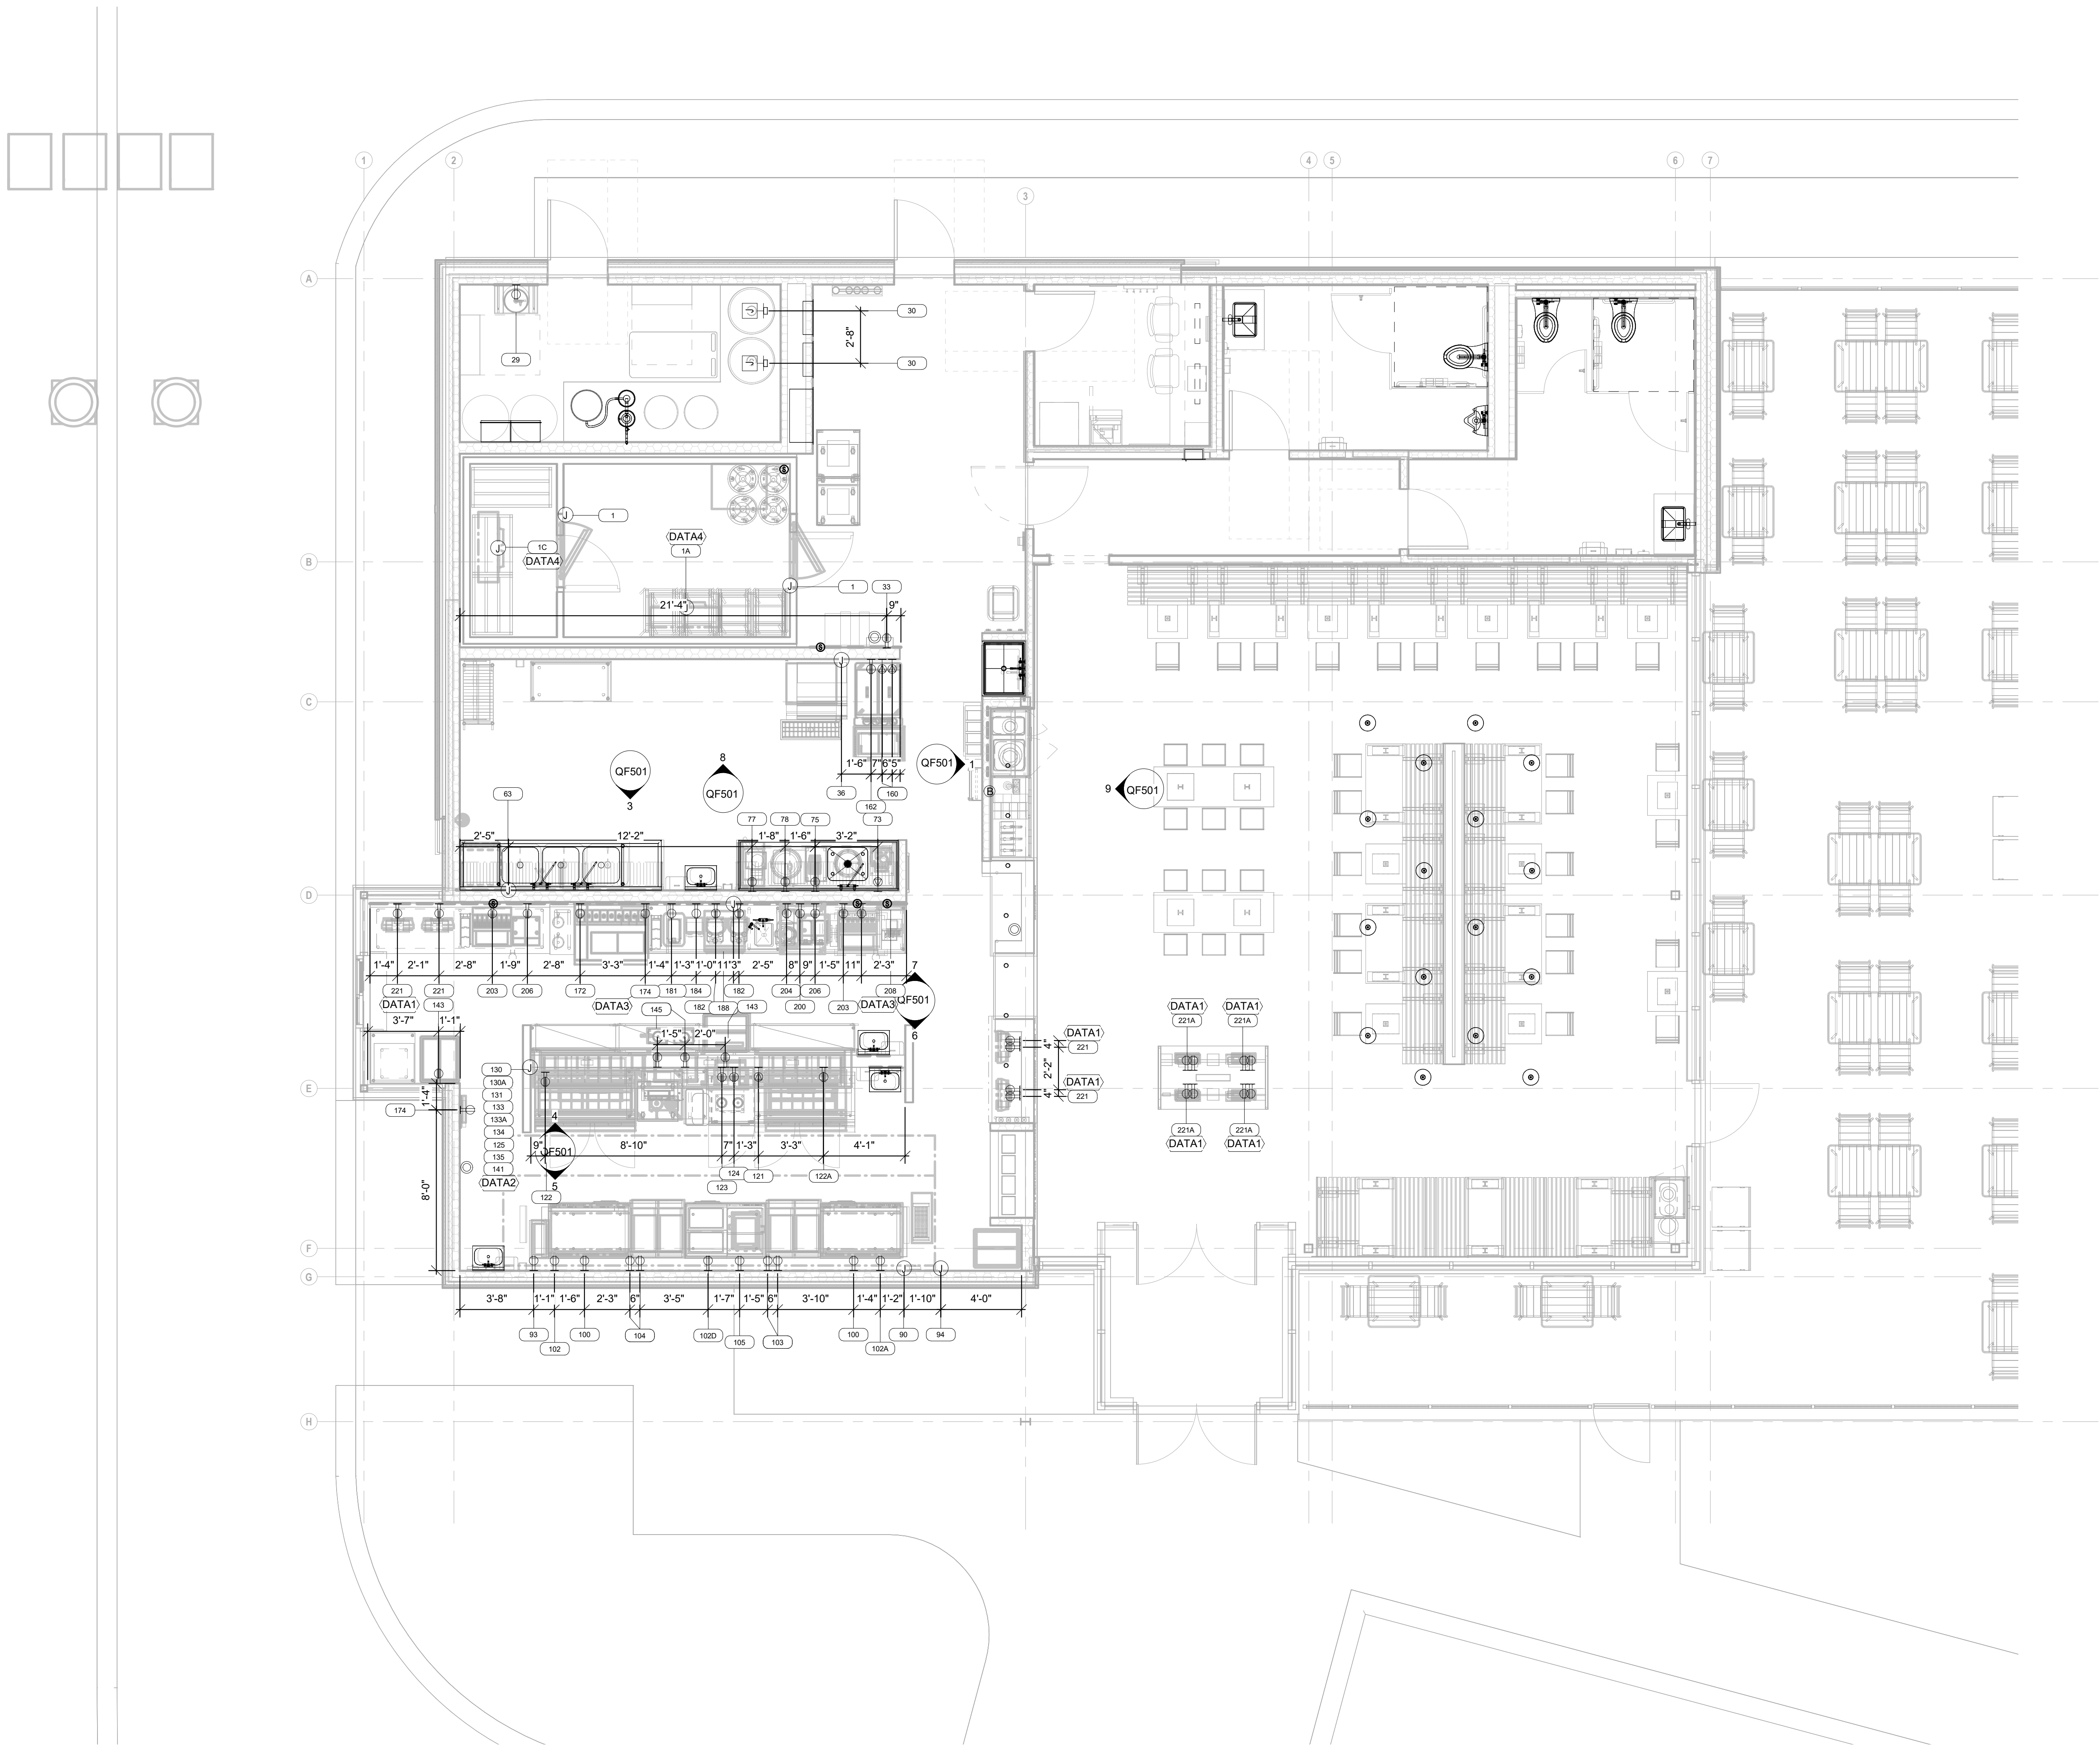 1 2 3 4 5 6 7
A
30
2'-8"
29
30
1
DATA4
1A
1C
DATA4
B
1
33
21'-4"
9"
C
8
QF501
3
QF501
QF501
1
9
QF501
B
1'-6" 7" 6" 5"
36
160
162
63
77
78
75
73
2'-5"
12'-2"
1'-8"
1'-6"
3'-2"
D
1'-4" 2'-1" 2'-8" 1'-9" 2'-8" 3'-3" 1'-4" 1'-3" 1'-0" 11" 3" 2'-5" 8" 9" 1'-5" 11" 2'-3"
7
221 221 203 206 172 174 181 184 182 204 206 208
DATA1
143
DATA3
182 188 143
200 203
DATA3
QF501
6
145
3'-7"
1'-1"
1'-5"
2'-0"
DATA1
DATA1
221A
221A
DATA1
221
4"
2'-2"
DATA1
4"
221
221A
221A
DATA1
DATA1
E
130
130A
131
133
133A
134
125
135
141
DATA2
1'-4"
174
8'-0"
4
QF501
5
9"
8'-10"
7"
1'-3"
3'-3"
4'-1"
124
121
122A
123
122
F
G
3'-8" 1'-1" 1'-6" 2'-3" 6" 3'-5" 1'-7" 1'-5" 6" 3'-10" 1'-4" 1'-2" 1'-10" 4'-0"
93 100 104 102D 100 90 94
102 105 103 102A
H